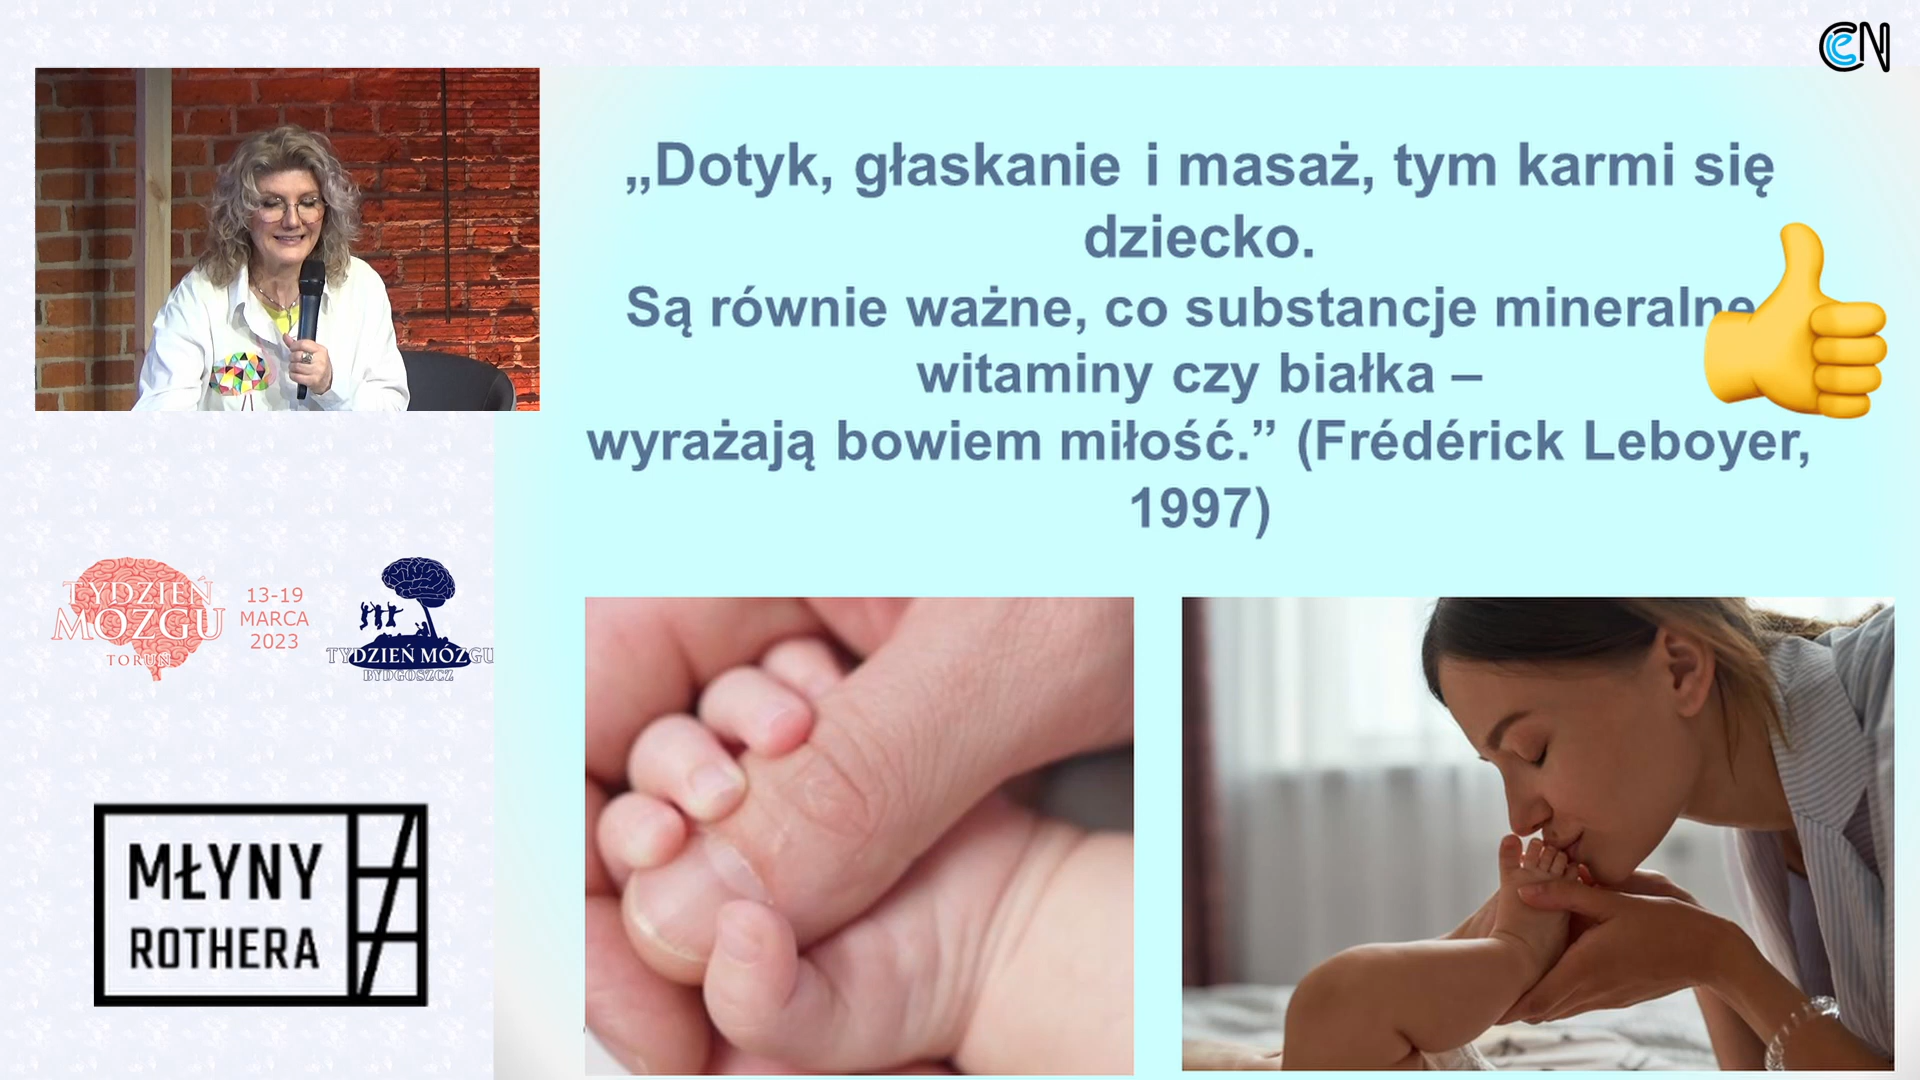 CeN
„Dotyk, głaskanie i masaż, tym karmi się
dziecko.
Są równie ważne, co substancje mineralne
witaminy czy białka –
wyrażają bowiem miłość.” (Frédérick Leboyer,
1997)
TYDZIEŃ
MÓZGU
TORUŃ
13-19
MARCA
2023
TYDZIEŃ MÓZGU
BYDGOSZCZ
MŁYNY
ROTHERA